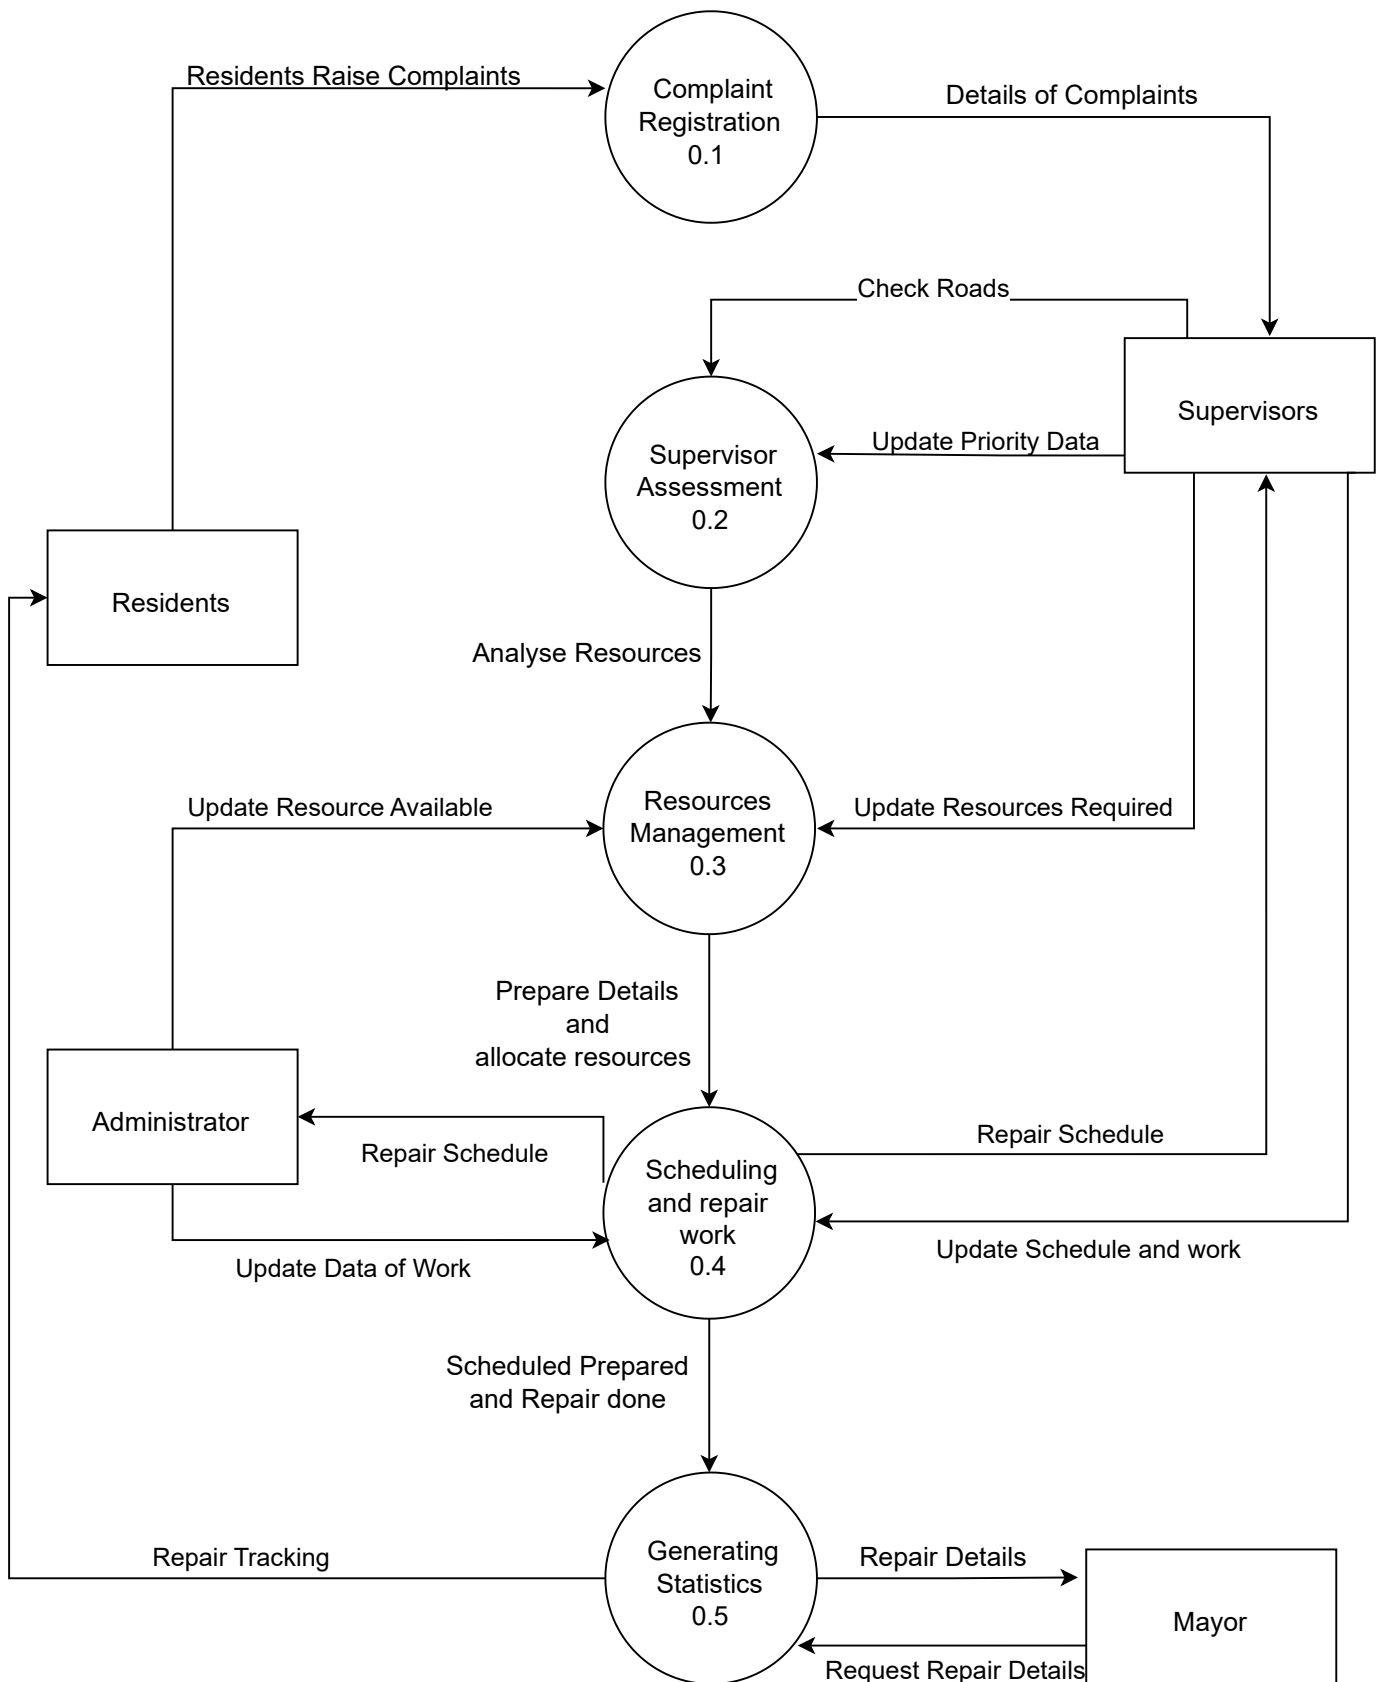 Residents Raise Complaints
Complaint
Registration
0.1
Details of Complaints
Check Roads
Supervisors
Update Priority Data
Supervisor
Assessment
0.2
Residents
Analyse Resources
Update Resource Available
Resources
Management
0.3
Update Resources Required
Prepare Details
and
allocate resources
Administrator
Repair Schedule
Scheduling
and repair
work
0.4
Repair Schedule
Update Data of Work
Update Schedule and work
Scheduled Prepared
and Repair done
Repair Tracking
Generating
Statistics
0.5
Repair Details
Mayor
Request Repair Details